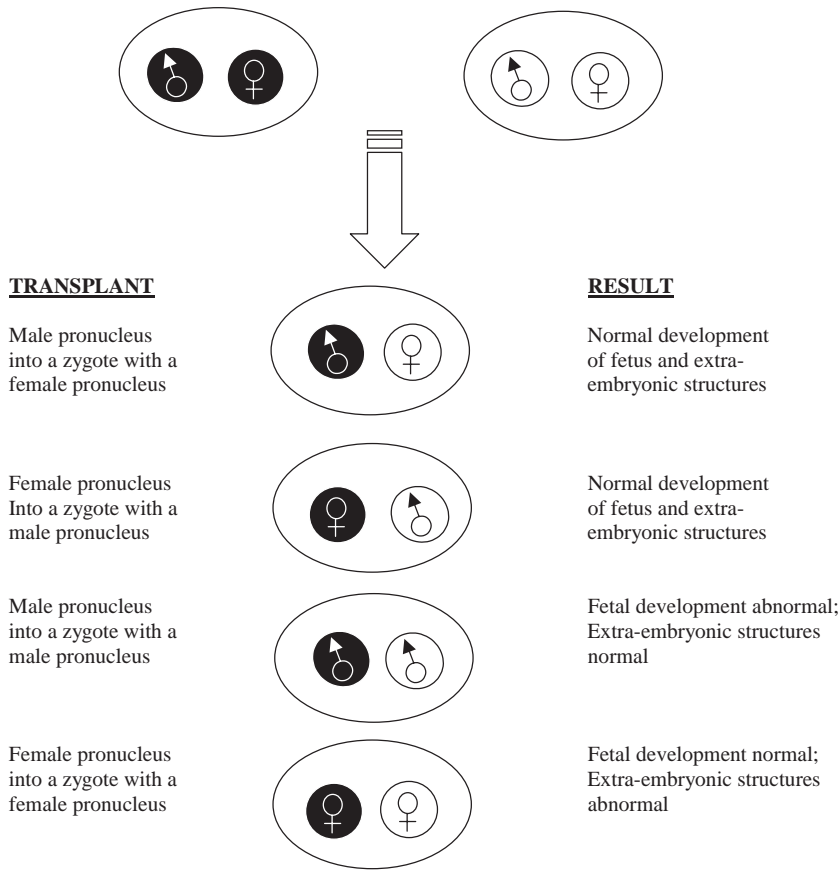 TRANSPLANT
RESULT
Male pronucleus
into a zygote with a
female pronucleus
Normal development
of fetus and extra-
embryonic structures
Female pronucleus
Into a zygote with a
male pronucleus
Normal development
of fetus and extra-
embryonic structures
Male pronucleus
into a zygote with a
male pronucleus
Fetal development abnormal;
Extra-embryonic structures
normal
Female pronucleus
into a zygote with a
female pronucleus
Fetal development normal;
Extra-embryonic structures
abnormal